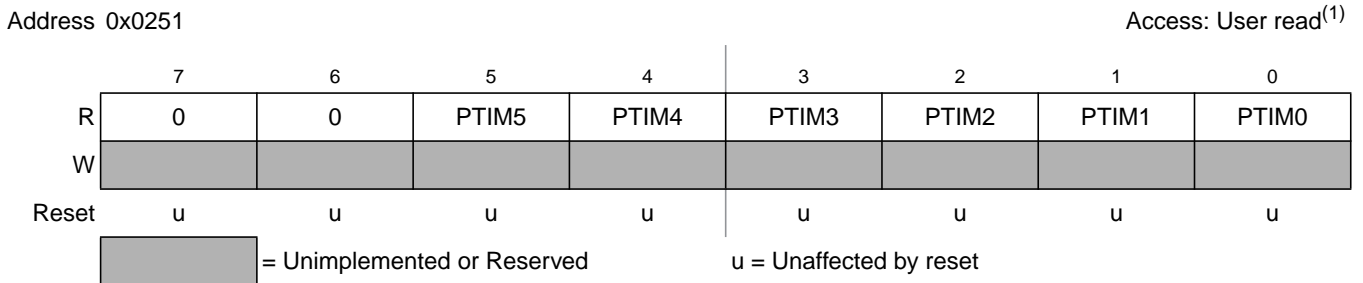 Address 0x0251 Access: User read(1)
7 6 5 4 3 2 1 0
R 0 0 PTIM5 PTIM4 PTIM3 PTIM2 PTIM1 PTIM0
W
Reset u u u u u u u u
= Unimplemented or Reserved u = Unaffected by reset